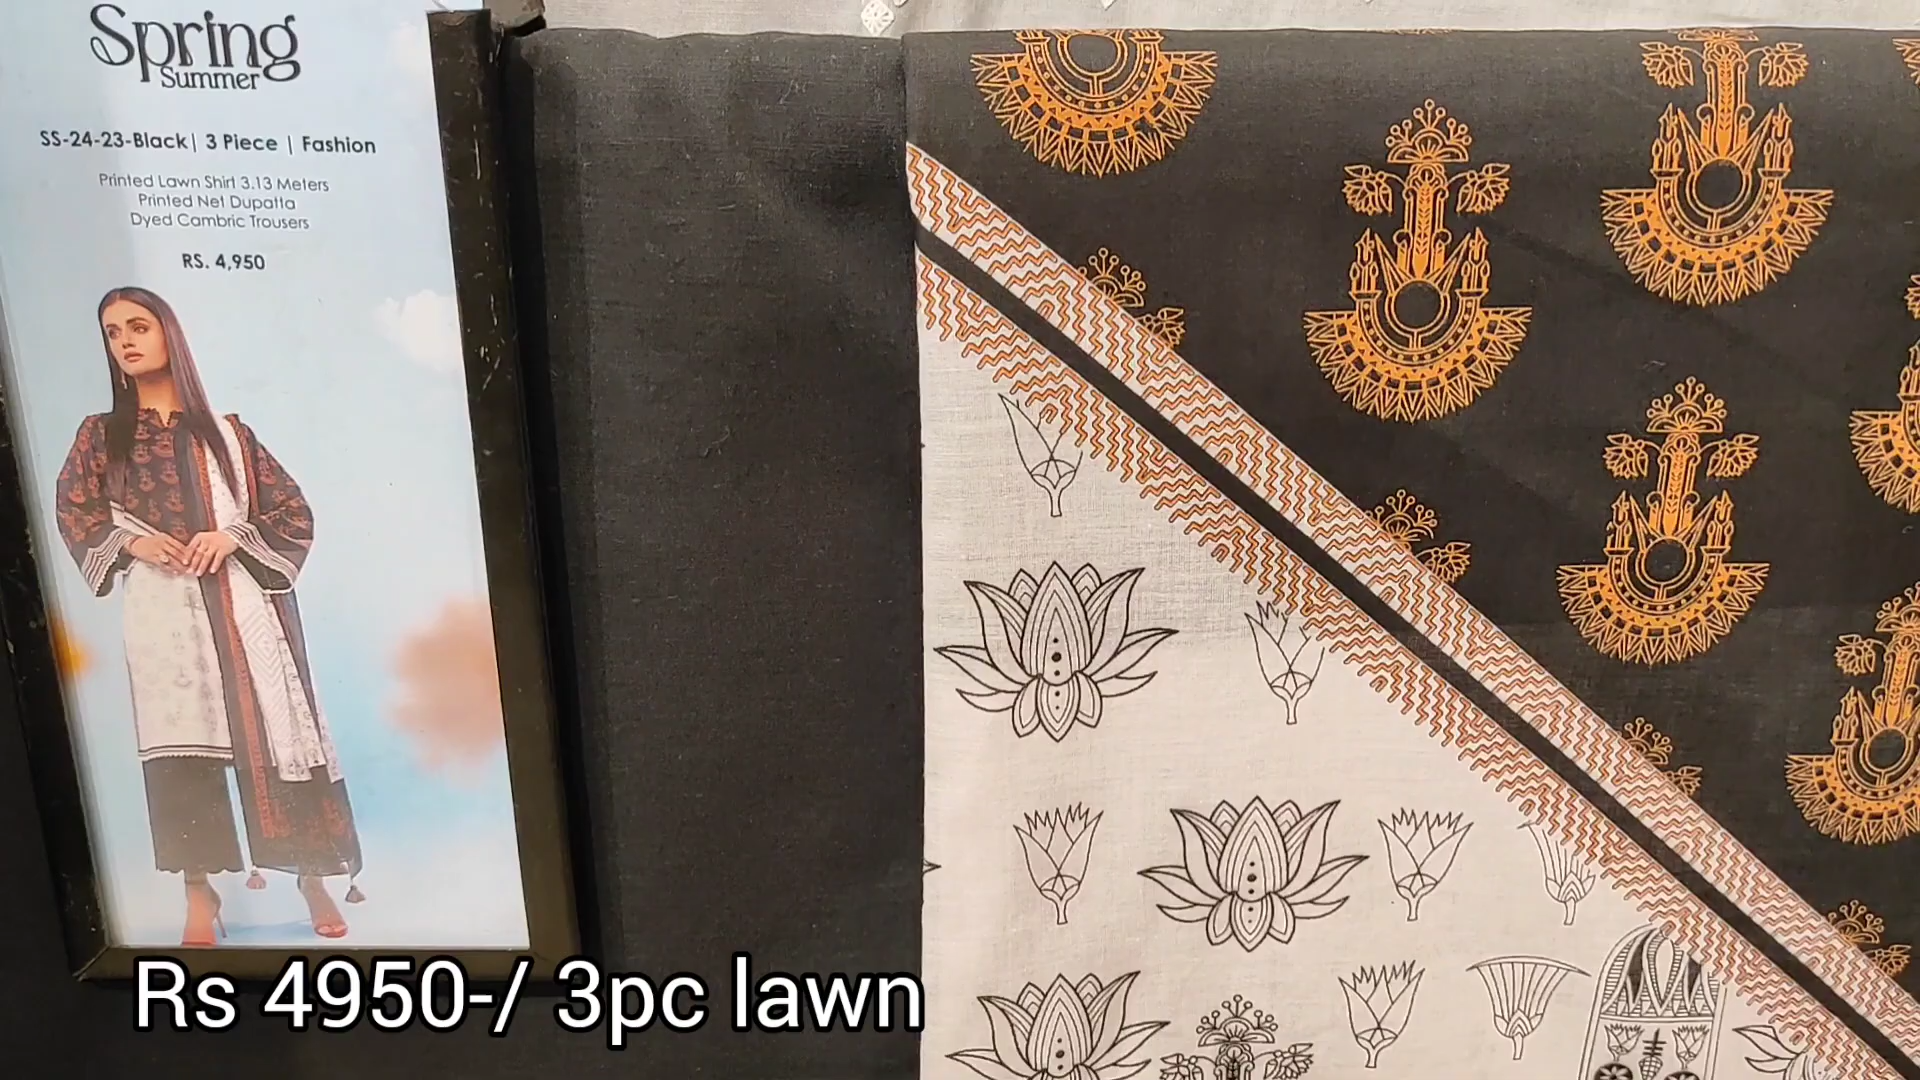 Spring
Summer
SS-24-23-Black| 3 Piece | Fashion
Printed Lawn Shirt 3.13 Meters
Printed Net Dupatta
Dyed Cambric Trousers
RS. 4,950
Rs 4950-/ 3pc lawn